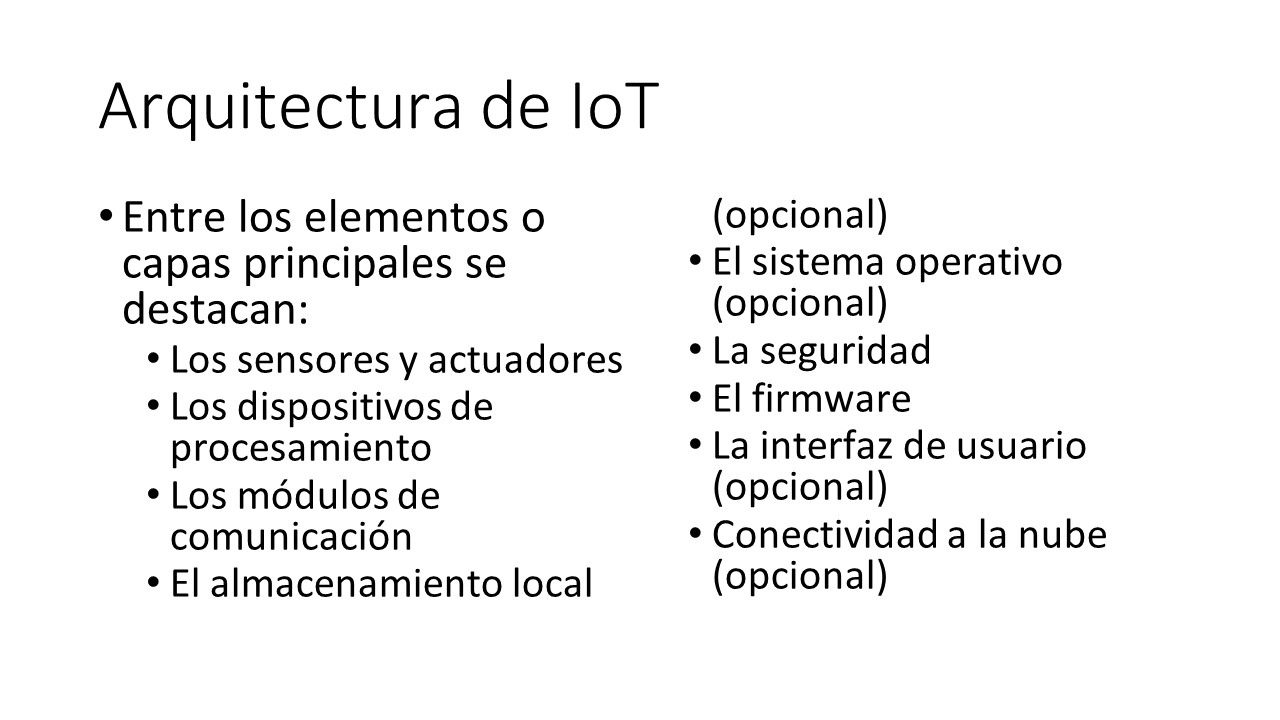 Arquitectura de IoT
• Entre los elementos o
capas principales se
destacan:
• Los sensores y actuadores
• Los dispositivos de
procesamiento
• Los módulos de
comunicación
• El almacenamiento local
(opcional)
• El sistema operativo
(opcional)
• La seguridad
• El firmware
• La interfaz de usuario
(opcional)
• Conectividad a la nube
(opcional)